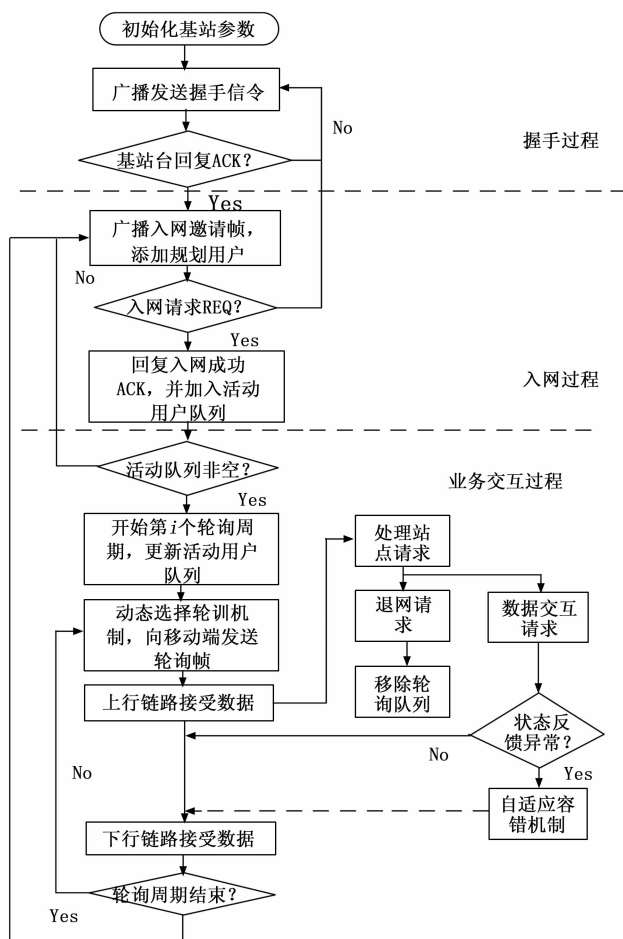 初始化基站参数
广播发送握手信令
No
握手过程
基站台回复ACK？
Yes
广播入网邀请帧，
添加规划用户
No
入网请求REQ？
Yes
回复入网成功
ACK，并加入活动
用户队列
入网过程
活动队列非空？
业务交互过程
Yes
开始第i个轮询周
期，更新活动用户
队列
处理站
点请求
动态选择轮训机
制，向移动端发送
轮询帧
退网请
求
数据交互
请求
上行链路接受数据
移除轮
询队列
状态反
馈异常？
No
No
Yes
自适应容
错机制
下行链路接受数据
轮询周期结束？
Yes